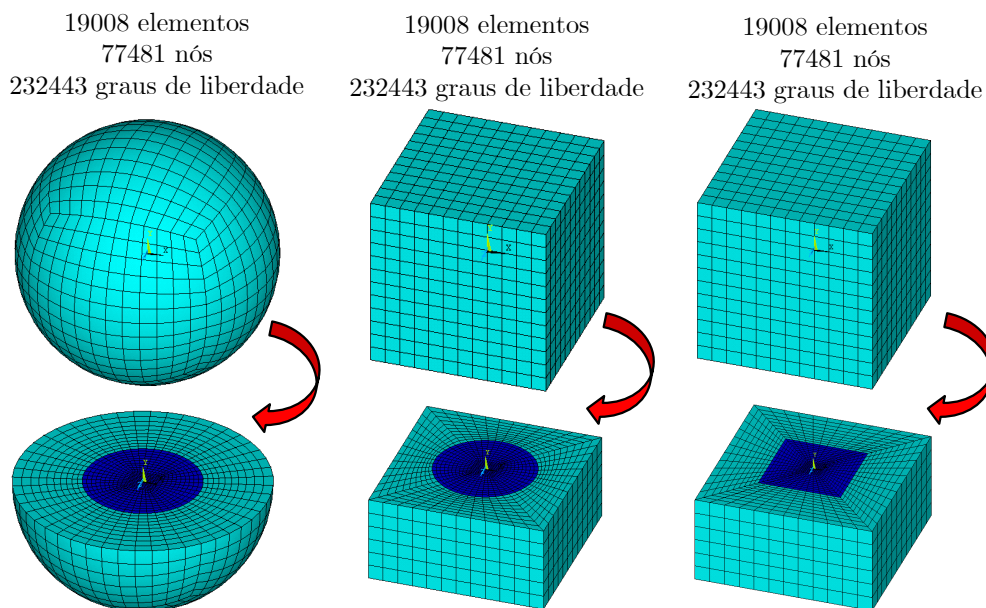 19008 elementos
77481 nós
232443 graus de liberdade
19008 elementos
77481 nós
232443 graus de liberdade
19008 elementos
77481 nós
232443 graus de liberdade
X
X
X
Y
Y
Y